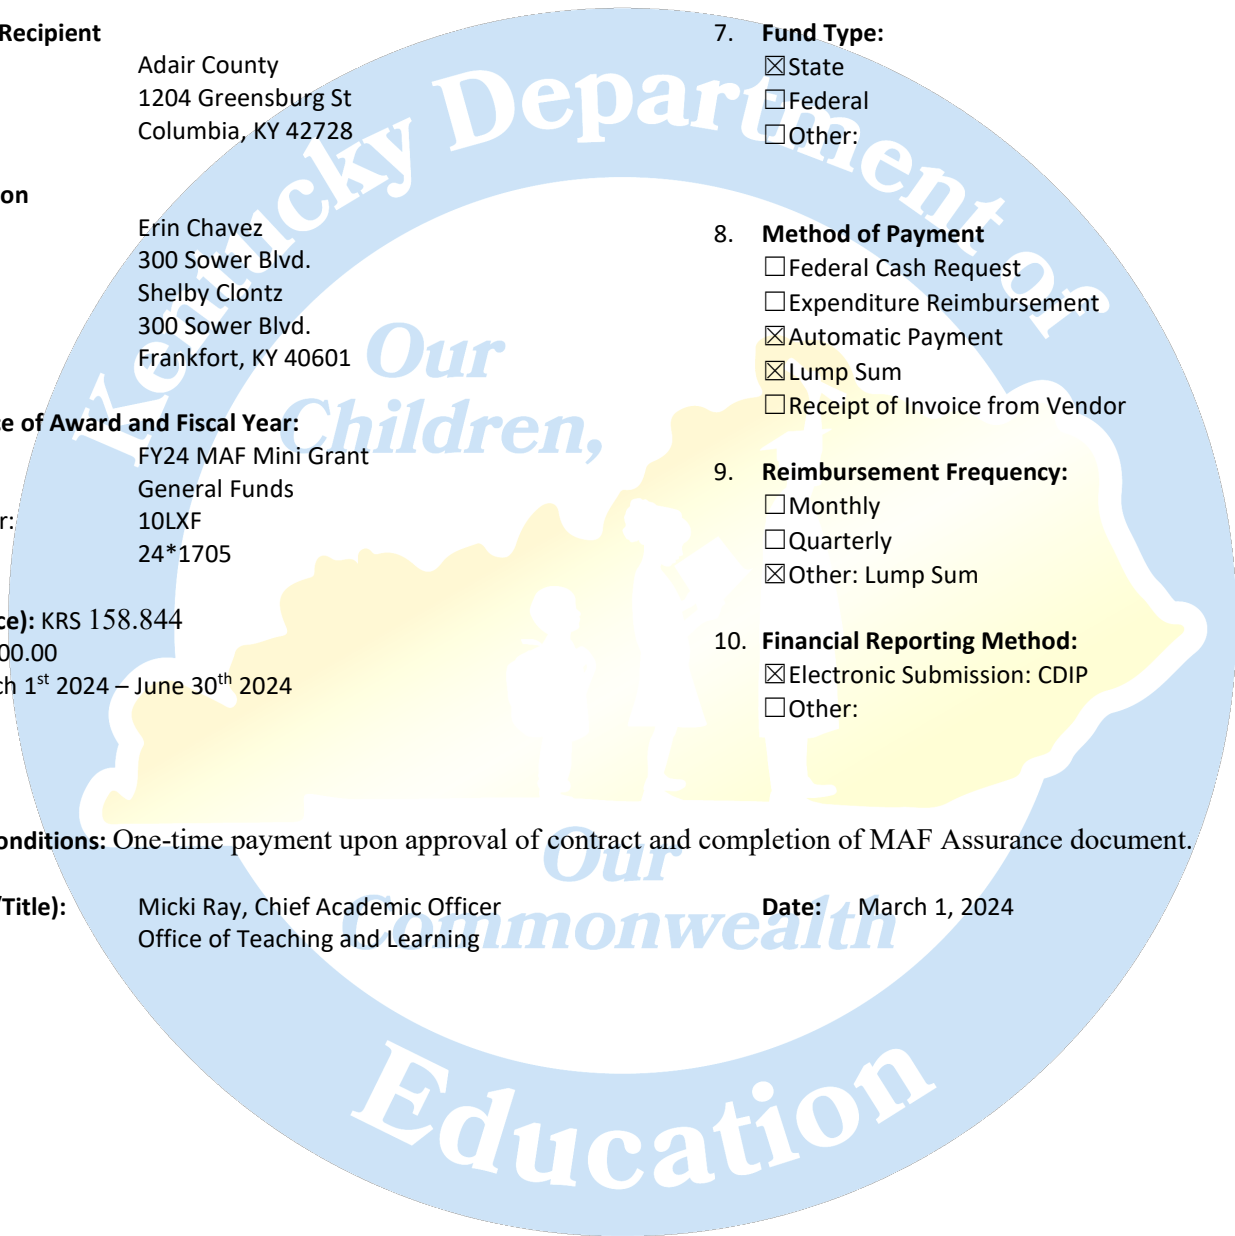 Recipient
Adair County
1204 Greensburg St
Columbia, KY 42728
on
Erin Chavez
300 Sower Blvd.
Shelby Clontz
300 Sower Blvd.
Frankfort, KY 40601
ce of Award and Fiscal Year:
FY24 MAF Mini Grant
General Funds
r: 10LXF
24*1705
ce): KRS 158.844
00.00
ch 1st 2024 – June 30th 2024
7. Fund Type:
☒State
☐Federal
☐Other:
8. Method of Payment
☐Federal Cash Request
☐Expenditure Reimbursement
☒Automatic Payment
☒Lump Sum
☐Receipt of Invoice from Vendor
9. Reimbursement Frequency:
☐Monthly
☐Quarterly
☒Other: Lump Sum
10. Financial Reporting Method:
☒Electronic Submission: CDIP
☐Other:
onditions: One-time payment upon approval of contract and completion of MAF Assurance document.
/Title): Micki Ray, Chief Academic Officer Date: March 1, 2024
Office of Teaching and Learning
Kentucky Department of
Education
Our
Children,
Our
Commonwealth